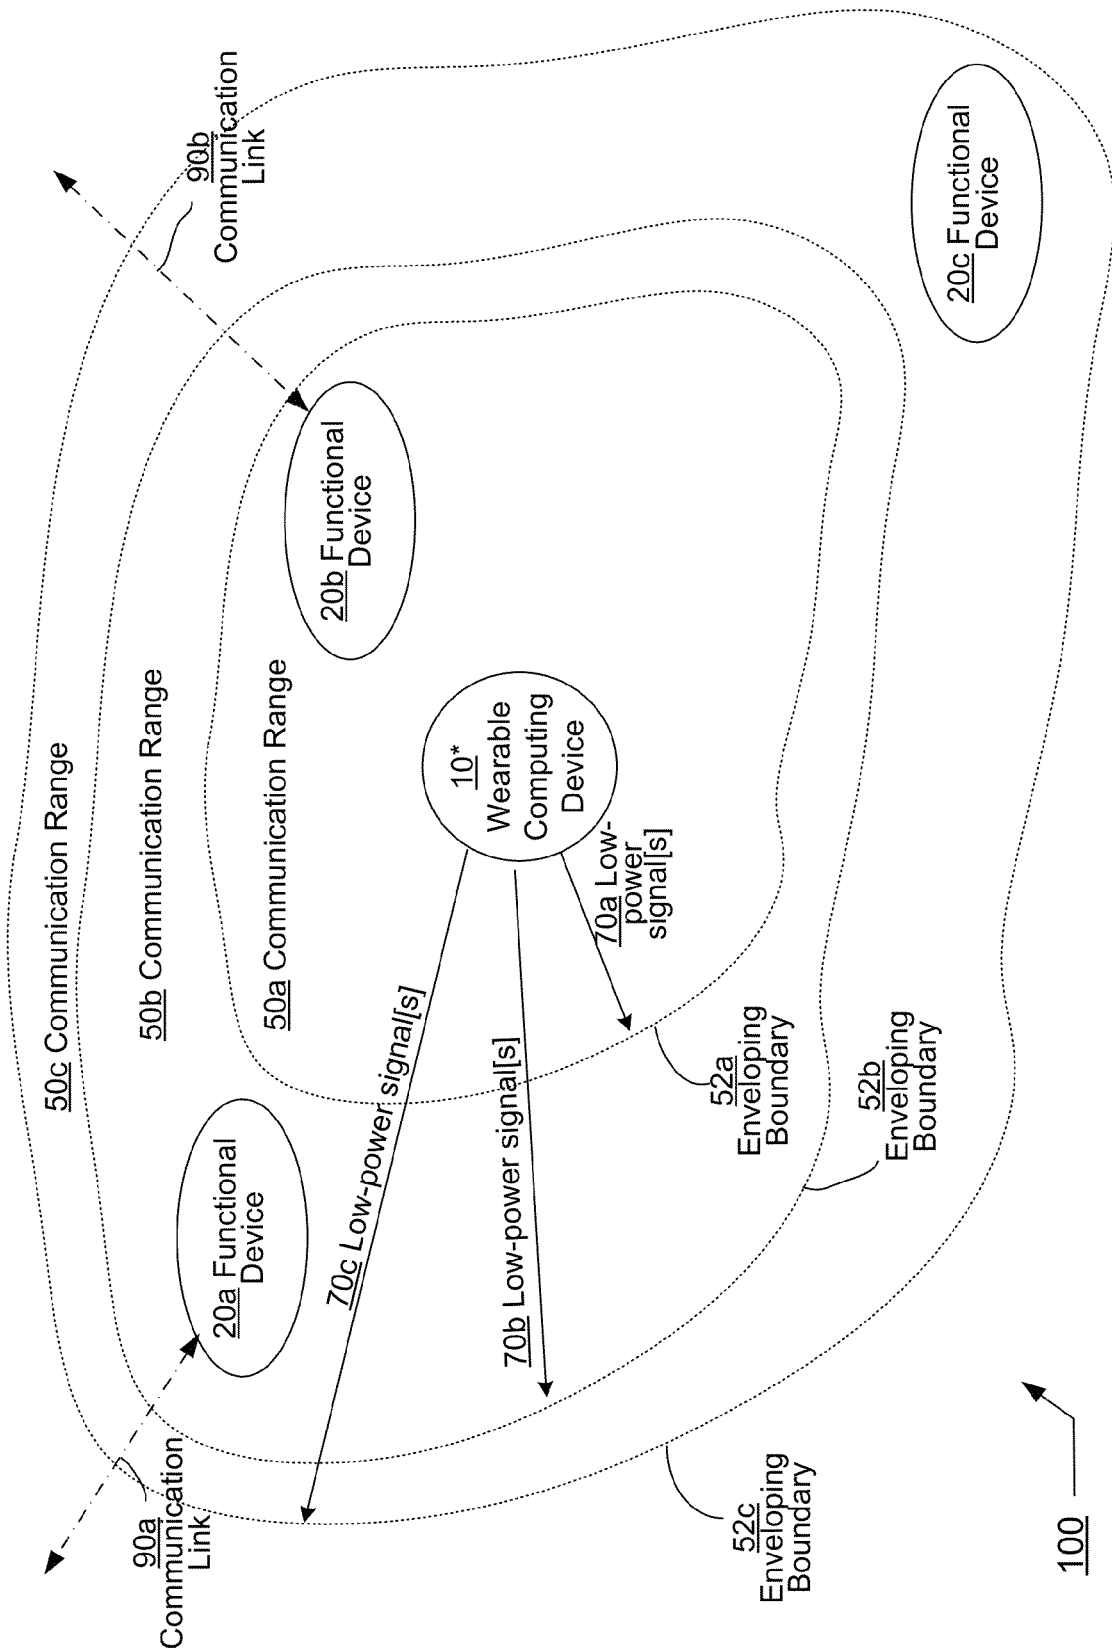 50c Communication Range
50b Communication Range
90a
Communication
Link
90b
Communication
Link
20a Functional
Device
50a Communication Range
20b Functional
Device
70c Low-power signal[s]
10*
Wearable
Computing
Device
70b Low-power signal[s]
70a Low-
power
signal[s]
52a
Enveloping
Boundary
52c
Enveloping
Boundary
52b
Enveloping
Boundary
20c Functional
Device
100